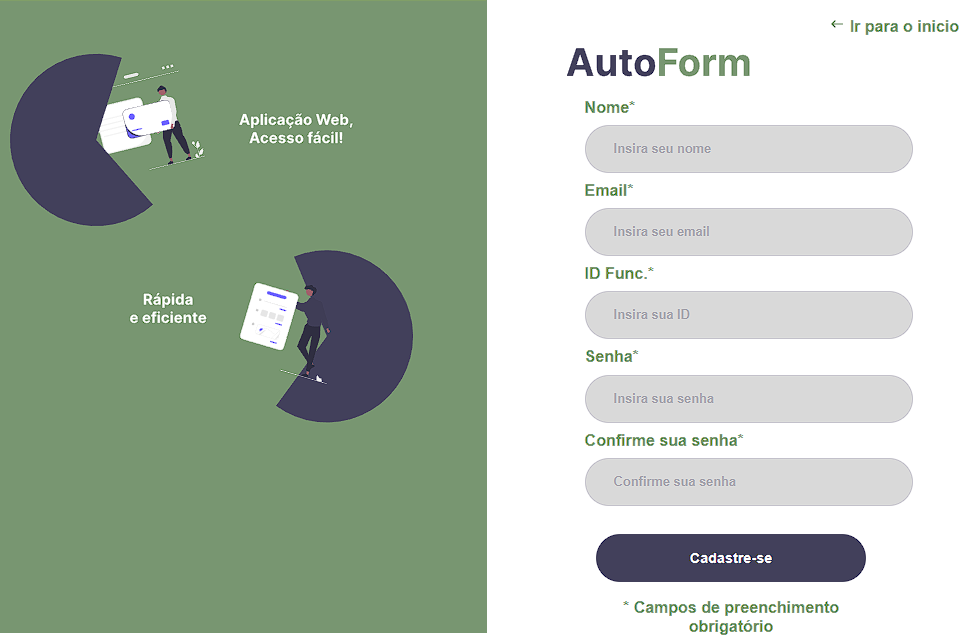 ← Ir para o inicio
AutoForm
Aplicação Web,
Acesso fácil!
Rápida
e eficiente
Nome*
Insira seu nome
Email*
Insira seu email
ID Func.*
Insira sua ID
Senha*
Insira sua senha
Confirme sua senha*
Confirme sua senha
Cadastre-se
* Campos de preenchimento
obrigatório